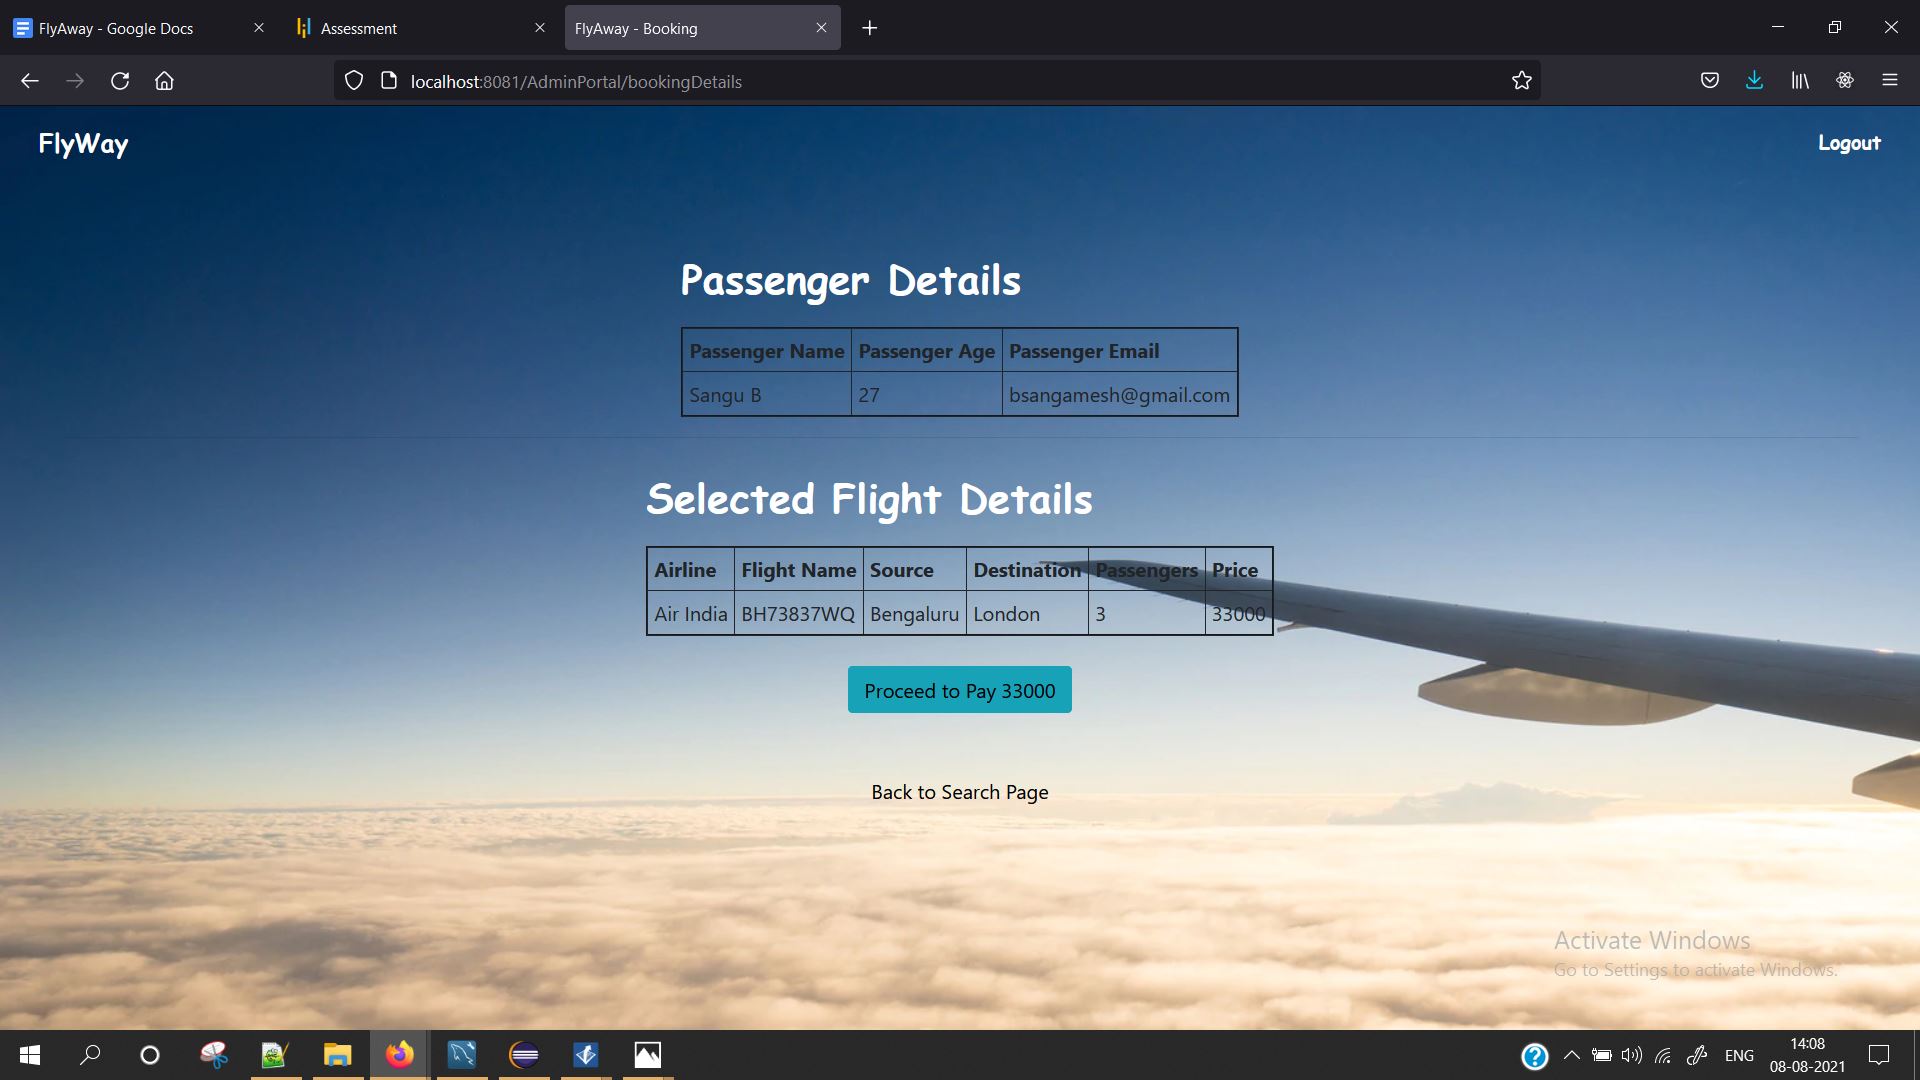 FlyAway - Google Docs
Assessment
FlyAway - Booking
localhost:8081/AdminPortal/bookingDetails
FlyWay
Logout
Passenger Details
Passenger Name Passenger Age Passenger Email
Sangu B 27 bsangamesh@gmail.com
Selected Flight Details
Airline Flight Name Source Destination Passengers Price
Air India BH73837WQ Bengaluru London 3 33000
Proceed to Pay 33000
Back to Search Page
Activate Windows
Go to Settings to activate Windows.
ENG
14:08
08-08-2021